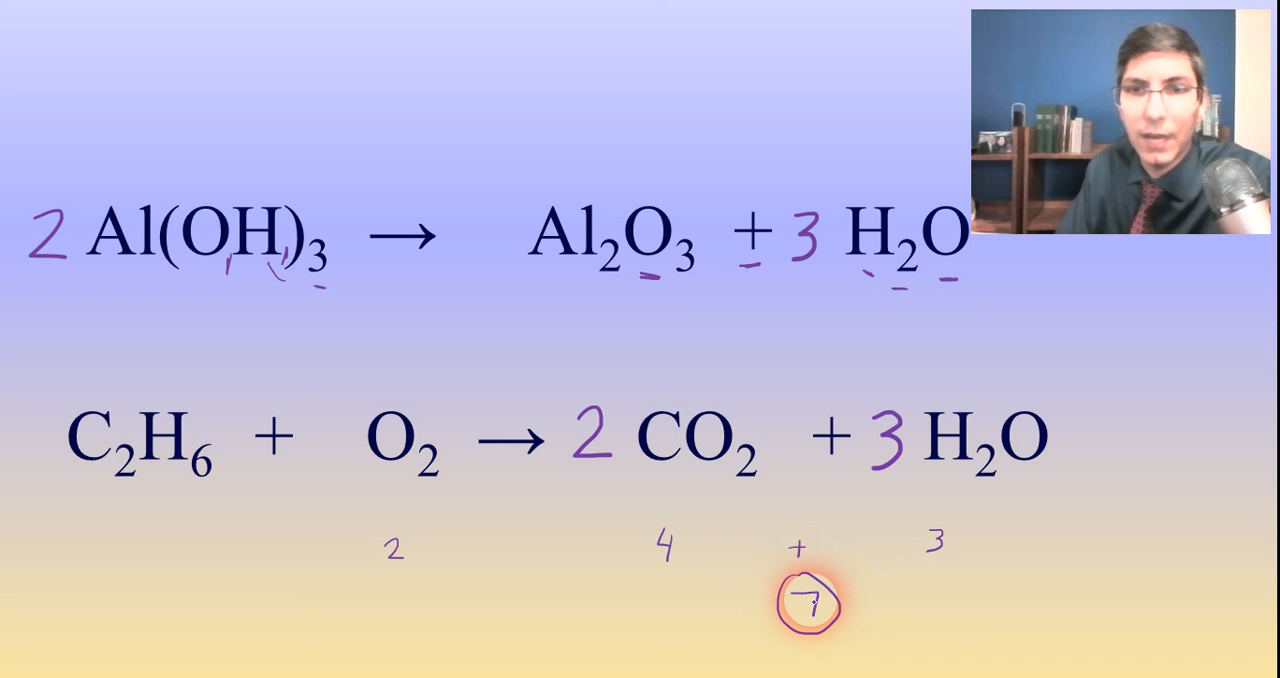 2 Al(OH)₃ → Al₂O₃ + 3 H₂O
C₂H₆ + O₂ → 2 CO₂ + 3 H₂O
2 4 + 3
7